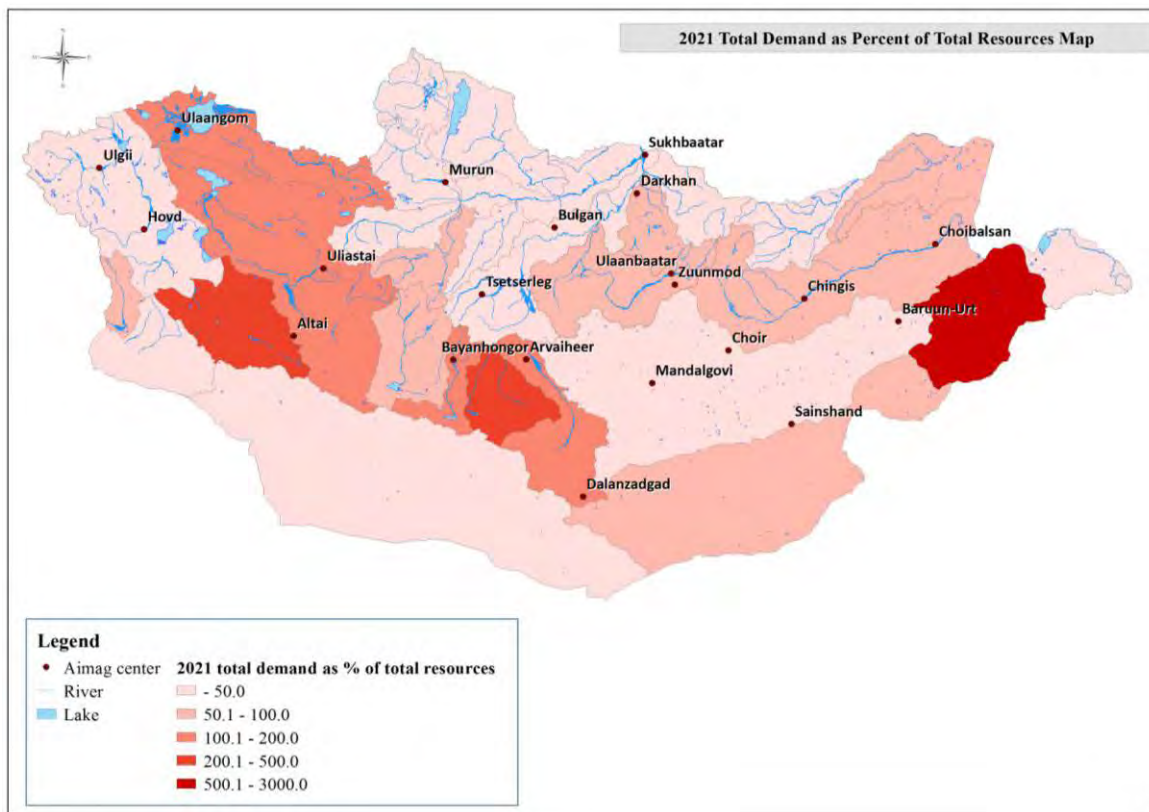 2021 Total Demand as Percent of Total Resources Map
Ulaangom
Ulgii
Sukhbaatar
Murun
Darkhan
Hovd
Bulgan
Choibalsan
Uliastai
Ulaanbaatar
Zuunmod
Tsetserleg
Chingis
Altai
Baruun-Urt
Choir
Bayanhongor
Arvaiheer
Mandalgovi
Sainshand
Dalanzadgad
Legend
Aimag center
River
Lake
2021 total demand as % of total resources
- 50.0
50.1 - 100.0
100.1 - 200.0
200.1 - 500.0
500.1 - 3000.0